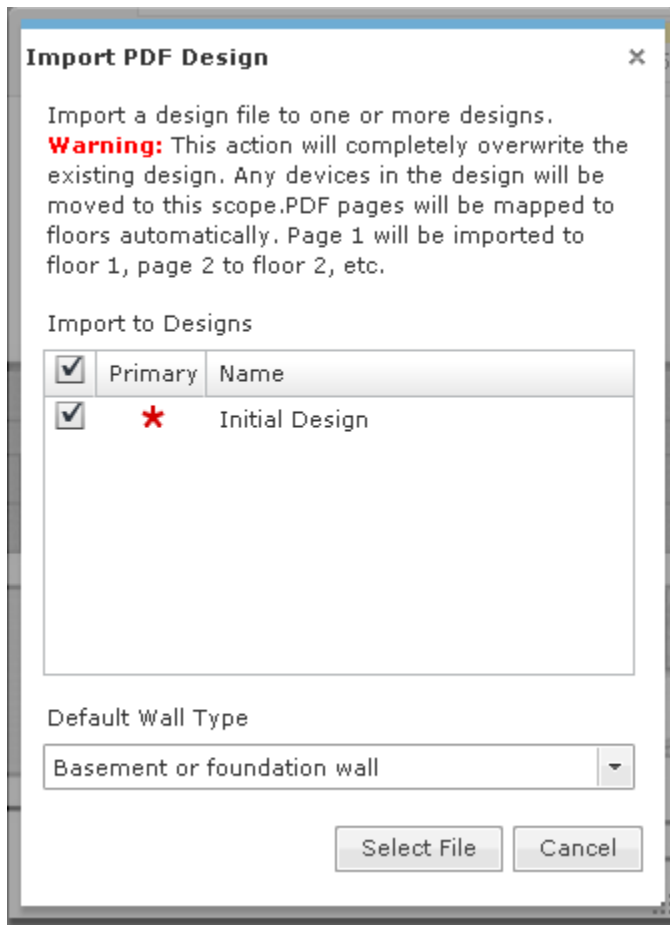 Import PDF Design
Import a design file to one or more designs.
Warning: This action will completely overwrite the
existing design. Any devices in the design will be
moved to this scope.PDF pages will be mapped to
floors automatically. Page 1 will be imported to
floor 1, page 2 to floor 2, etc.
Import to Designs
Primary Name
* Initial Design
Default Wall Type
Basement or foundation wall
Select File Cancel